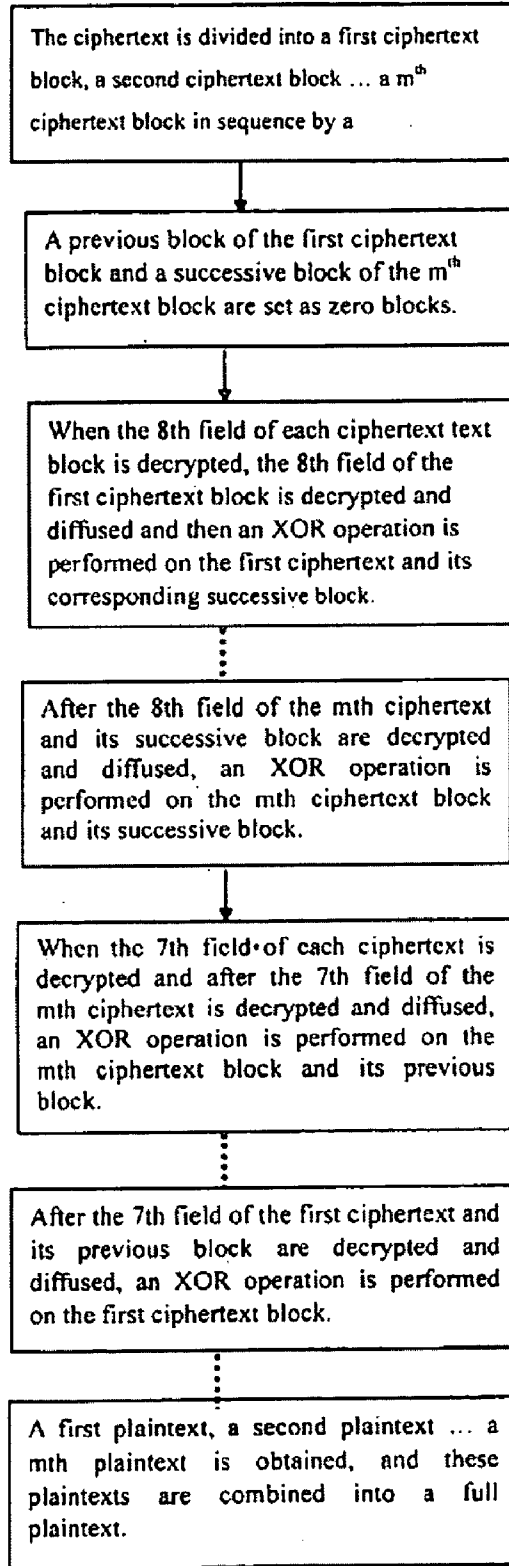 The ciphertext is divided into a first ciphertext
block, a second ciphertext block ... a mth
ciphertext block in sequence by a
A previous block of the first ciphertext
block and a successive block of the mth
ciphertext block are set as zero blocks.
When the 8th field of each ciphertext text
block is decrypted, the 8th field of the
first ciphertext block is decrypted and
diffused and then an XOR operation is
performed on the first ciphertext and its
corresponding successive block.
After the 8th field of the mth ciphertext
and its successive block are decrypted
and diffused, an XOR operation is
performed on the mth ciphertext block
and its successive block.
When the 7th field of each ciphertext is
decrypted and after the 7th field of the
mth ciphertext is decrypted and diffused,
an XOR operation is performed on the
mth ciphertext block and its previous
block.
After the 7th field of the first ciphertext and
its previous block are decrypted and
diffused, an XOR operation is performed
on the first ciphertext block.
A first plaintext, a second plaintext ... a
mth plaintext is obtained, and these
plaintexts are combined into a full
plaintext.